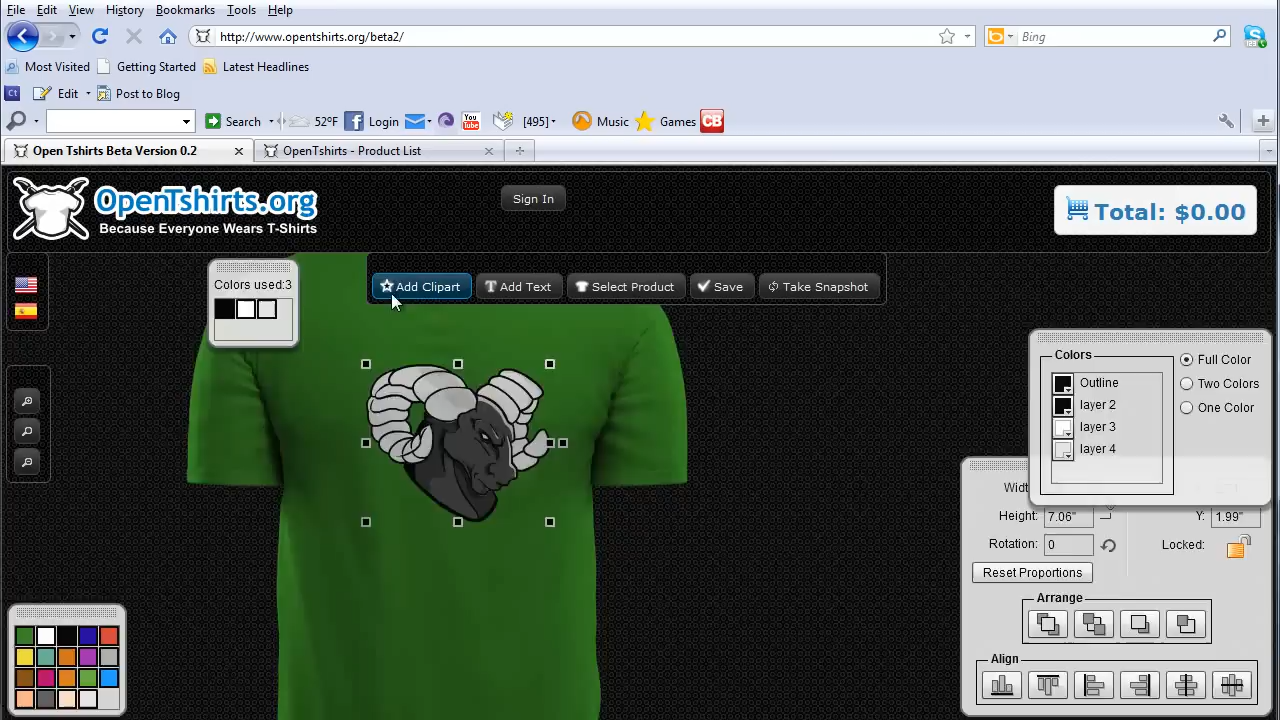 File Edit View History Bookmarks Tools Help
http://www.opentshirts.org/beta2/
Bing
Most Visited Getting Started Latest Headlines
Ct Edit Post to Blog
Search 52°F Login You Tube [495] Music Games CB
Open Tshirts Beta Version 0.2 OpenTshirts - Product List
OpenTshirts.org
Because Everyone Wears T-Shirts
Sign In
Total: $0.00
Colors used:3
Add Clipart Add Text Select Product Save Take Snapshot
Colors
Outline
layer 2
layer 3
layer 4
Full Color
Two Colors
One Color
Height: 7.06" Y: 1.99"
Rotation: 0 Locked:
Reset Proportions
Arrange
Align